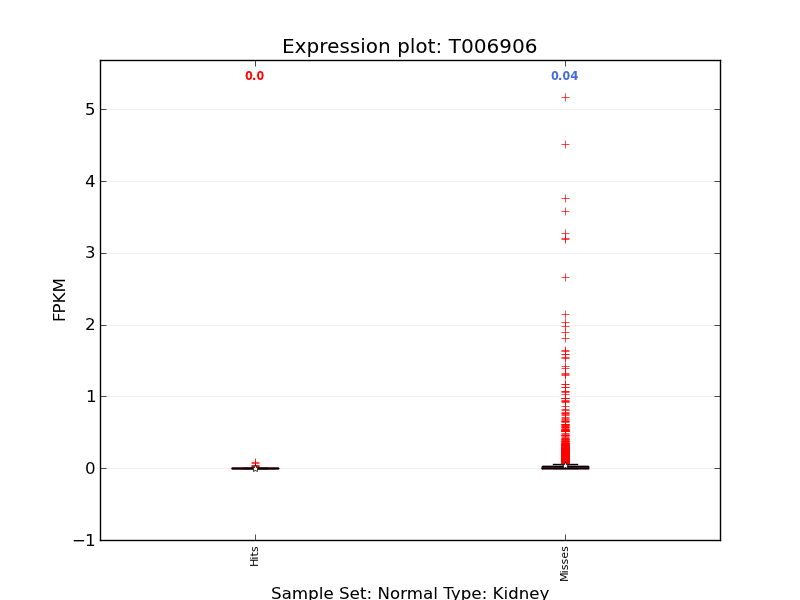 Expression plot: T006906
0.0
0.04
5
4
3
2
1
0
−1
FPKM
Hits
Misses
Sample Set: Normal Type: Kidney